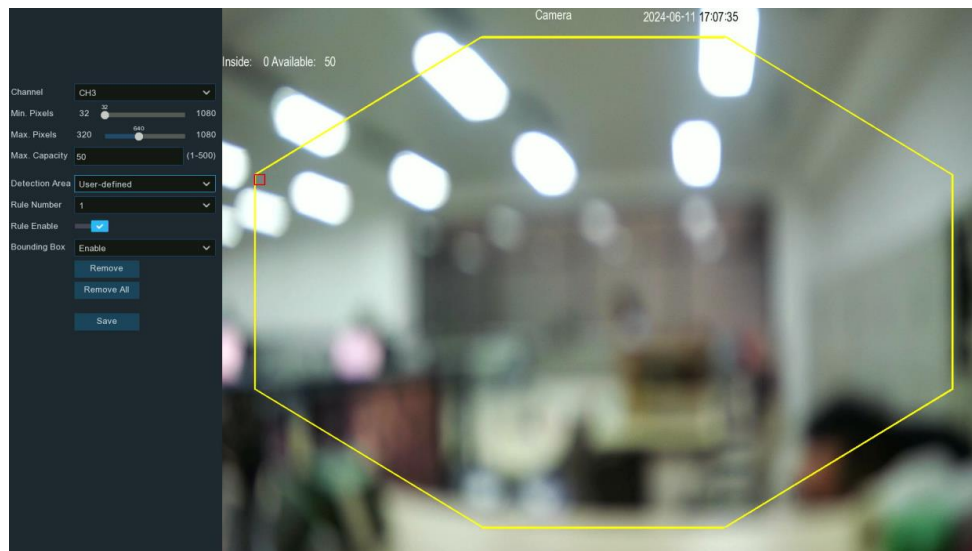 Camera 2024-06-11 17:07:35
Inside: 0 Available: 50
Channel CH3
Min. Pixels 32 32 1080
Max. Pixels 320 640 1080
Max. Capacity 50 (1-500)
Detection Area User-defined
Rule Number 1
Rule Enable
Bounding Box Enable
Remove
Remove All
Save